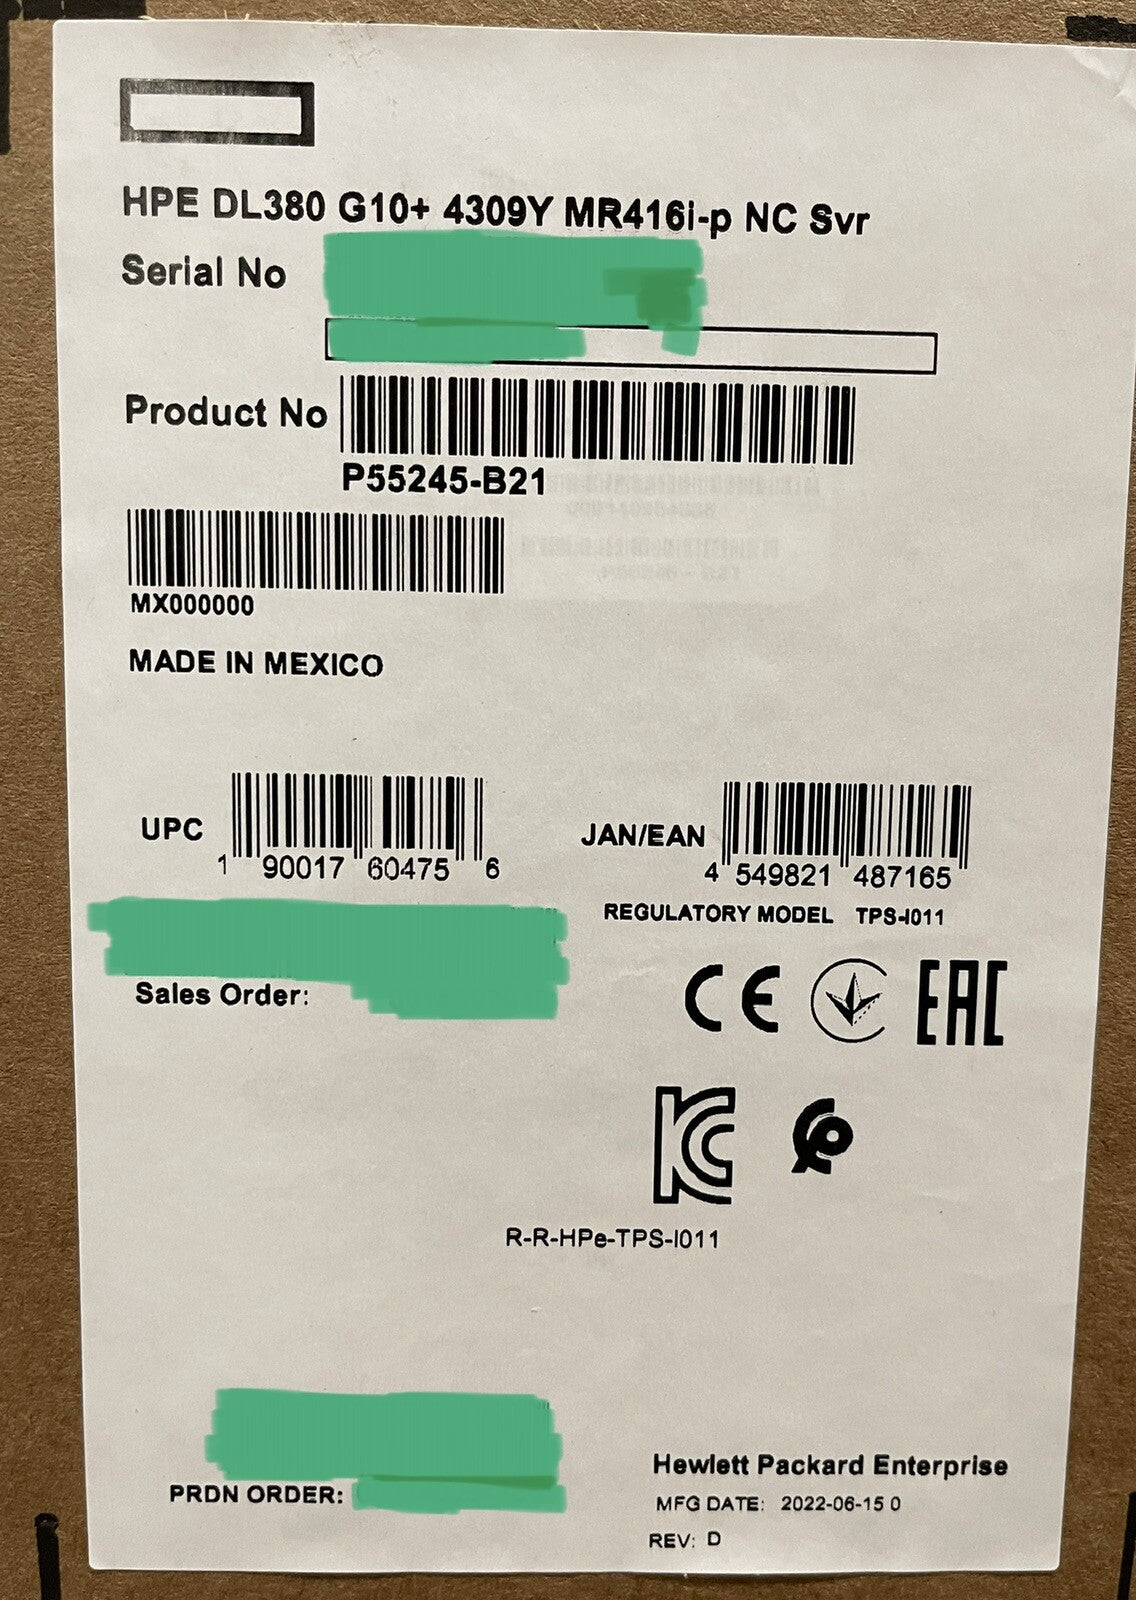 HPE DL380 G10+ 4309Y MR416i-p NC Svr
Serial No
Product No
P55245-B21
MX000000
MADE IN MEXICO
UPC
1 90017 60475 6
JAN/EAN
4 549821 487165
REGULATORY MODEL TPS-I011
Sales Order:
CE EAC
KC
R-R-HPe-TPS-I011
PRDN ORDER:
Hewlett Packard Enterprise
MFG DATE: 2022-06-15 0
REV: D